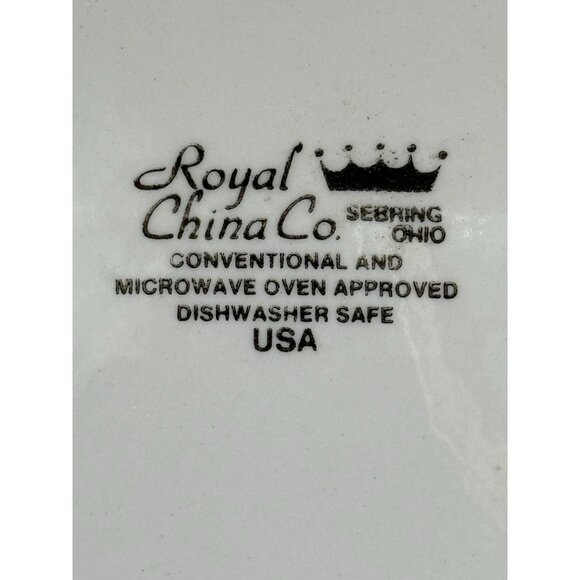 Royal
China Co. SEBRING
OHIO
CONVENTIONAL AND
MICROWAVE OVEN APPROVED
DISHWASHER SAFE
USA